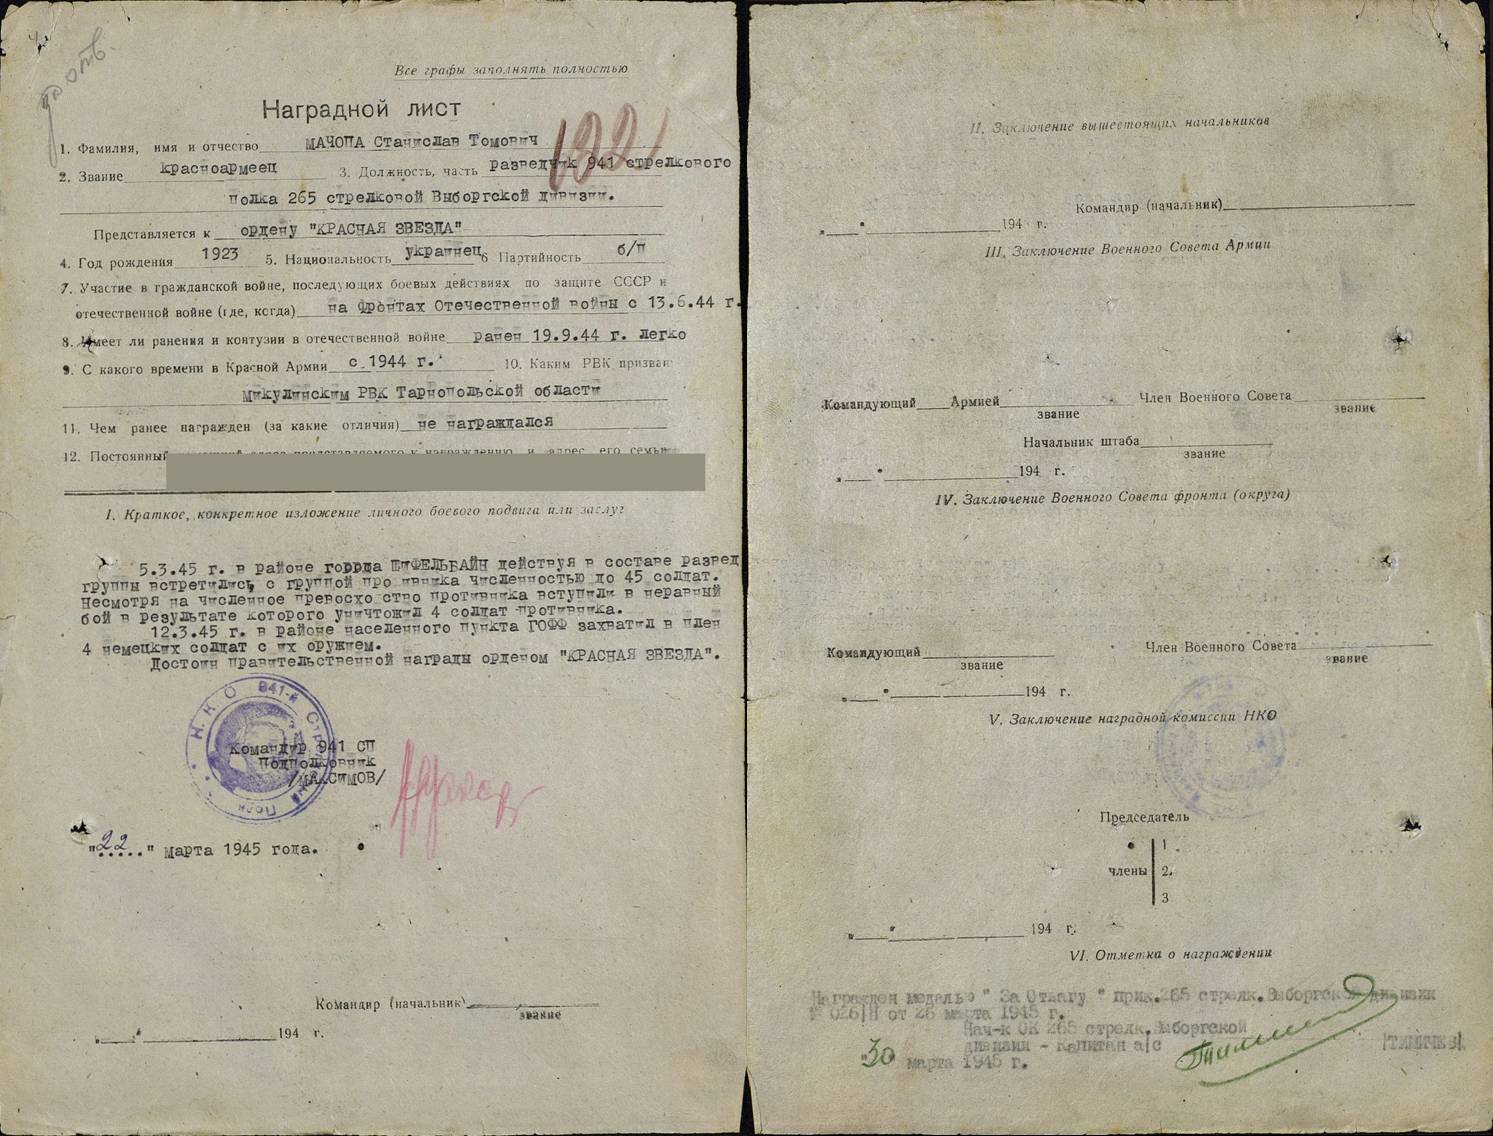 Все графы заполнять полностью
Наградной лист
122
1. Фамилия, имя и отчество МАЧОПА Станислав Томович
2. Звание красноармеец 3. Должность, часть разведчик 941 стрелкового
полка 265 стрелковой Выборгской дивизии.
Представляется к ордену "КРАСНАЯ ЗВЕЗДА"
4. Год рождения 1923 5. Национальность украинец 6 Партийность б/п
7. Участие в гражданской войне, последующих боевых действиях по защите СССР и
отечественной войне (где, когда) на фронтах Отечественной войны с 13.6.44 г.
8. Имеет ли ранения и контузии в отечественной войне ранен 19.9.44 г. легко
9. С какого времени в Красной Армии с 1944 г. 10. Каким РВК призван
Микулинским РВК Тарнопольской области
11. Чем ранее награжден (за какие отличия) не награждался
12. Постоянный
I. Краткое, конкретное изложение личного боевого подвига или заслуг
5.3.45 г. в районе горрда ШИФЕЛЬБАЙН действуя в составе развед
группы встретились с группой про ивника численностью до 45 солдат.
Несмотря на численное превосхо ство противника вступили в неравный
бой в результате которого уничтожил 4 солдат противника.
12.3.45 г. в районе населенного пункта ГОФФ захватил в плен
4 немецких солдат с их оружием.
Достоин правительственной награды орденом "КРАСНАЯ ЗВЕЗДА".
Н.К.О 941-й Стрелковый Полк
Командир 941 СП
Подполковник
/МАКСИМОВ/
"22" марта 1945 года.
Командир (начальник)
звание
194 г.
II. Заключение вышестоящих начальников
Командир (начальник)
194 г.
III. Заключение Военного Совета Армии
Командующий Армией Член Военного Совета
звание звание
Начальник штаба
звание
194 г.
IV. Заключение Военного Совета фронта (округа)
Командующий Член Военного Совета
звание звание
194 г.
V. Заключение наградной комиссии НКО
Председатель
1.
члены 2.
3
194 г.
VI. Отметка о награждении
Награжден медалью " За Отвагу " прик. 265 стрелк. Выборгской дивизии
№ 026/Н от 26 марта 1945 г.
Нач-к ОК 265 стрелк. Выборгской
дивизии - Капитан а/с /ТИМИЧЕВ/
"30" марта 1945 г.